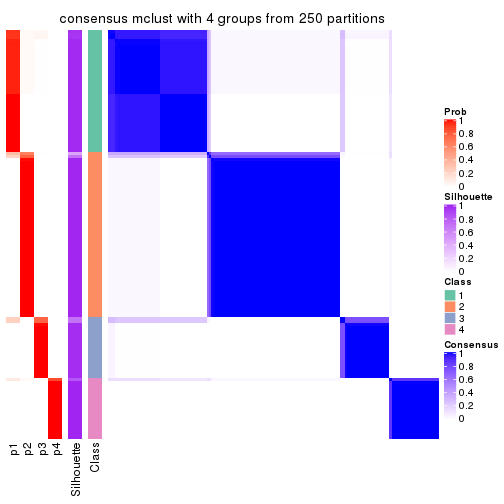 consensus mclust with 4 groups from 250 partitions
Prob
1
0.8
0.6
0.4
0.2
0
Silhouette
1
0.8
0.6
0.4
0.2
0
Class
1
2
3
4
Consensus
1
0.8
0.6
0.4
0.2
0
p1
p2
p3
p4
Silhouette
Class